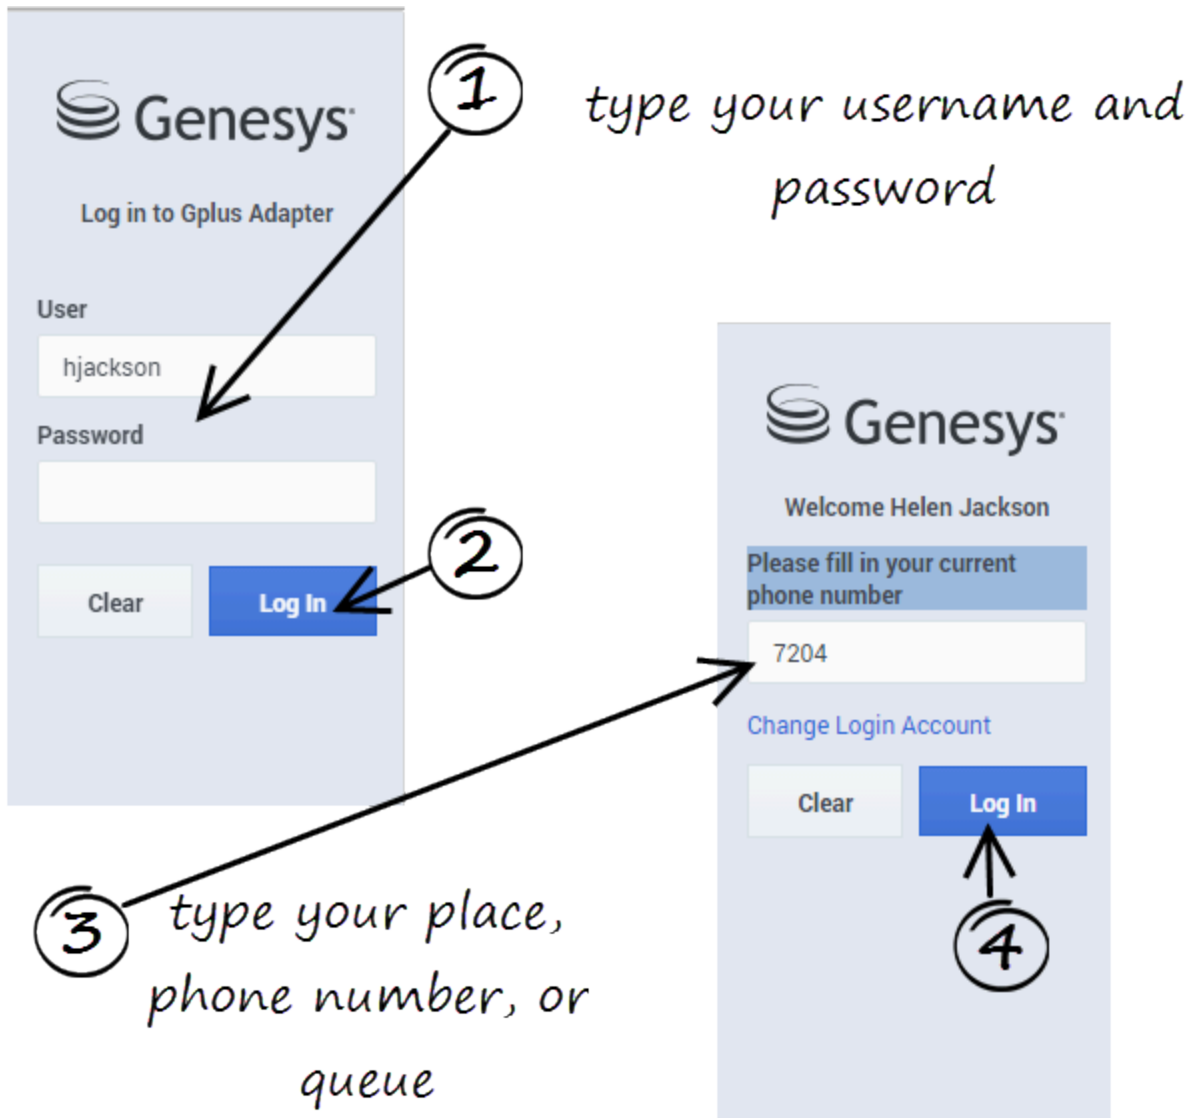 Genesys
Log in to Gplus Adapter
User
hjackson
Password
Clear
Log In
1
type your username and
password
2
3
type your place,
phone number, or
queue
Genesys
Welcome Helen Jackson
Please fill in your current
phone number
7204
Change Login Account
Clear
Log In
4